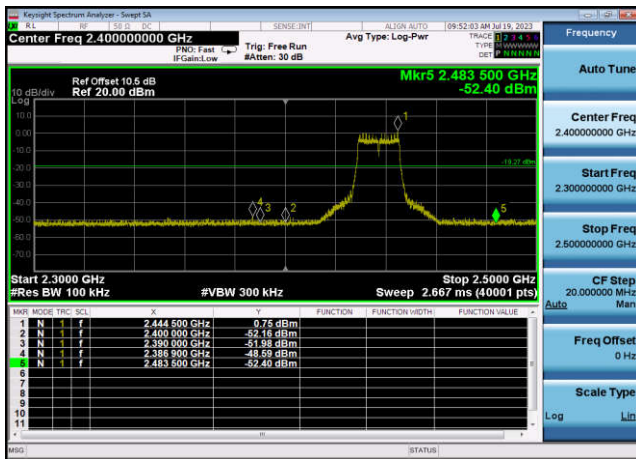 Keysight Spectrum Analyzer - Swept SA
RL RF 50 Ω DC SENSE:INT ALIGN AUTO 09:52:03 AM Jul 19, 2023
Center Freq 2.400000000 GHz
PNO: Fast
IFGain:Low
Trig: Free Run
#Atten: 30 dB
Avg Type: Log-Pwr
TRACE 1 2 3 4 5 6
TYPE M W W W W W
DET P N N N N N
Ref Offset 10.5 dB
Ref 20.00 dBm
10 dB/div
Log
Mkr5 2.483 500 GHz
-52.40 dBm
10.0
0.00
-10.0
-20.0
-30.0
-40.0
-50.0
-60.0
-70.0
-19.27 dBm
1
4
3
2
5
Start 2.3000 GHz
#Res BW 100 kHz
#VBW 300 kHz
Stop 2.5000 GHz
Sweep 2.667 ms (40001 pts)
MKR MODE TRC SCL X Y FUNCTION FUNCTION WIDTH FUNCTION VALUE
1 N 1 f 2.444 500 GHz 0.75 dBm
2 N 1 f 2.400 000 GHz -52.16 dBm
3 N 1 f 2.390 000 GHz -51.98 dBm
4 N 1 f 2.386 900 GHz -48.59 dBm
5 N 1 f 2.483 500 GHz -52.40 dBm
6
7
8
9
10
11
MSG STATUS
Frequency
Auto Tune
Center Freq
2.400000000 GHz
Start Freq
2.300000000 GHz
Stop Freq
2.500000000 GHz
CF Step
20.000000 MHz
Auto Man
Freq Offset
0 Hz
Scale Type
Log Lin